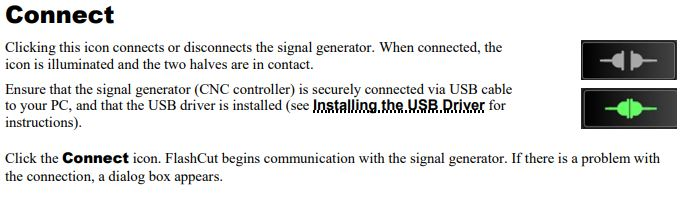 Connect
Clicking this icon connects or disconnects the signal generator. When connected, the
icon is illuminated and the two halves are in contact.
Ensure that the signal generator (CNC controller) is securely connected via USB cable
to your PC, and that the USB driver is installed (see Installing the USB Driver for
instructions).
Click the Connect icon. FlashCut begins communication with the signal generator. If there is a problem with
the connection, a dialog box appears.